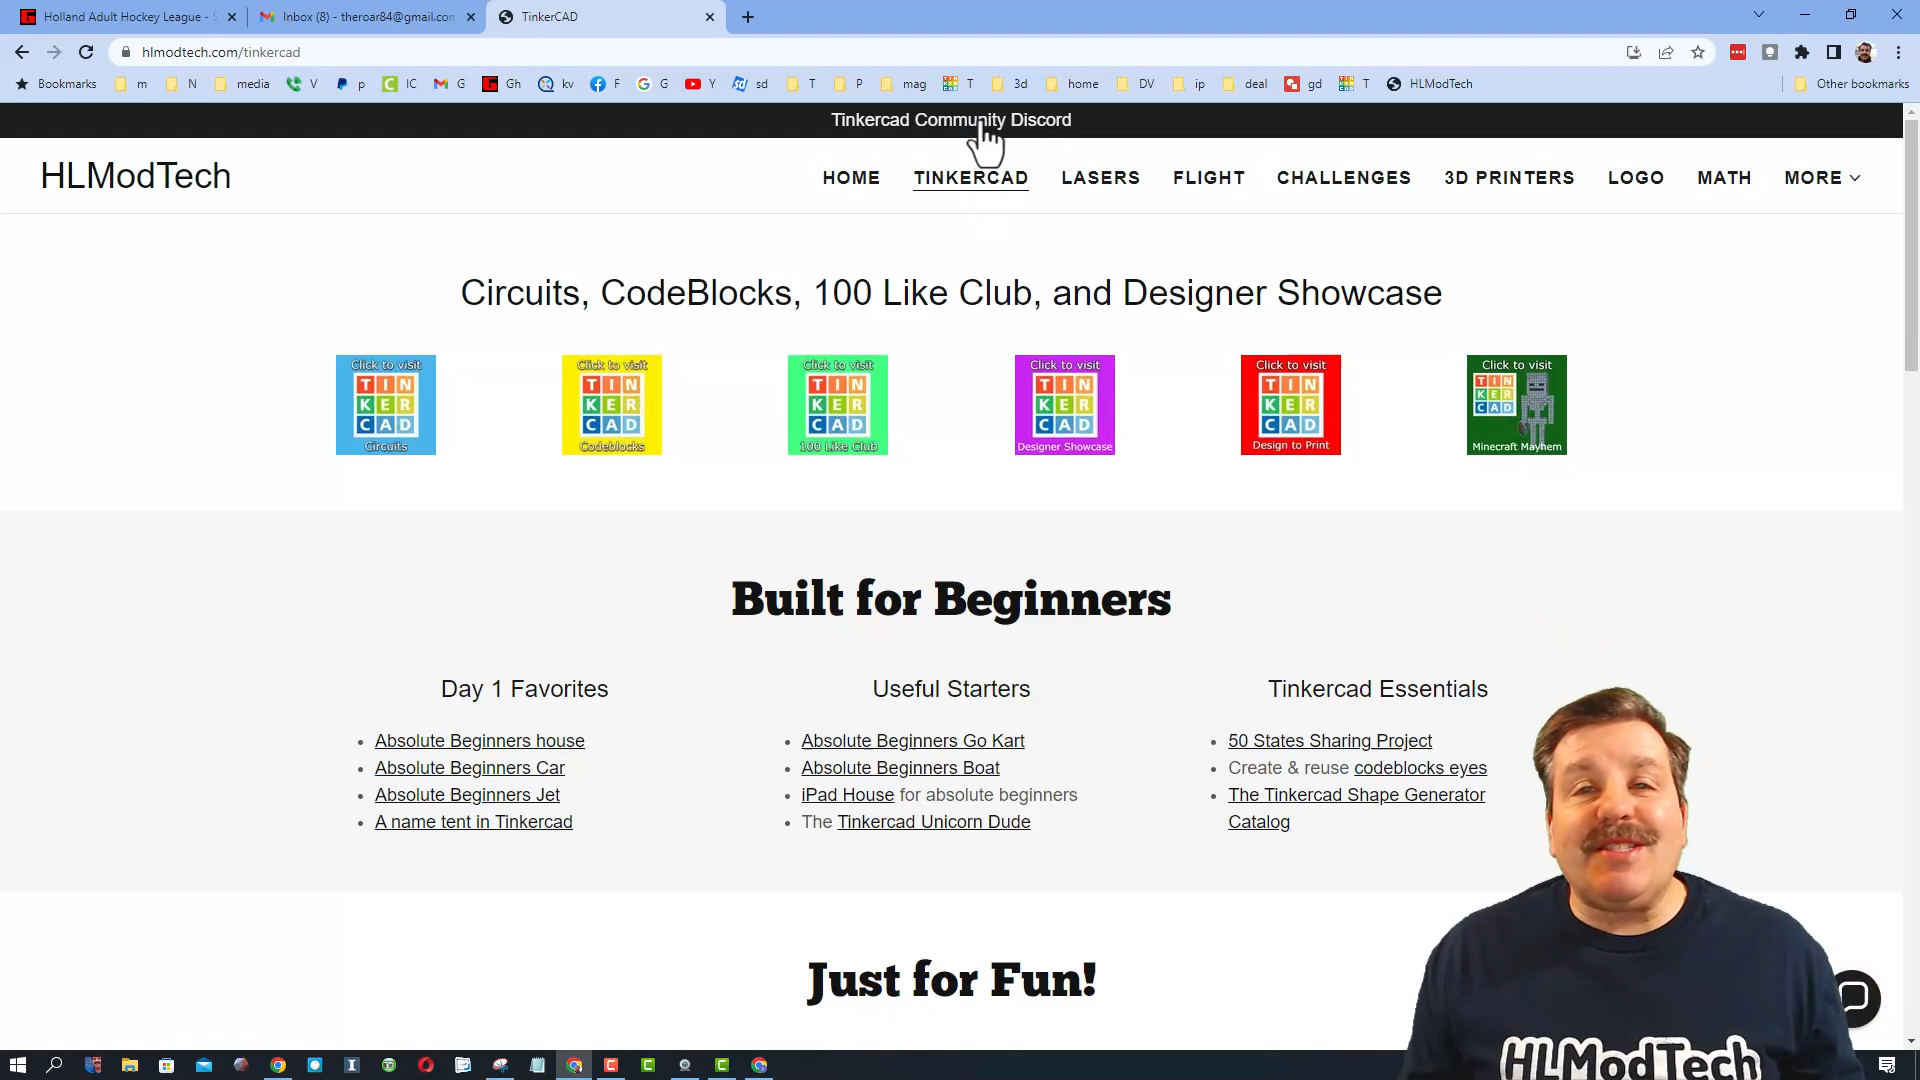 Holland Adult Hockey League - S
Inbox (8) - theroar84@gmail.com
TinkerCAD
hlmodtech.com/tinkercad
Bookmarks m N media V p IC G Gh kv F G Y sd T P mag T 3d home DV ip deal gd T HLModTech Other bookmarks
Tinkercad Community Discord
HLModTech
HOME TINKERCAD LASERS FLIGHT CHALLENGES 3D PRINTERS LOGO MATH MORE
Circuits, CodeBlocks, 100 Like Club, and Designer Showcase
Click to visit
TIN
KER
CAD
Circuits
Click to visit
TIN
KER
CAD
Codeblocks
Click to visit
TIN
KER
CAD
100 Like Club
Click to visit
TIN
KER
CAD
Designer Showcase
Click to visit
TIN
KER
CAD
Design to Print
Click to visit
TIN
KER
CAD
Minecraft Mayhem
Built for Beginners
Day 1 Favorites
Absolute Beginners house
Absolute Beginners Car
Absolute Beginners Jet
A name tent in Tinkercad
Useful Starters
Absolute Beginners Go Kart
Absolute Beginners Boat
iPad House for absolute beginners
The Tinkercad Unicorn Dude
Tinkercad Essentials
50 States Sharing Project
Create & reuse codeblocks eyes
The Tinkercad Shape Generator
Catalog
Just for Fun!
HLModTech